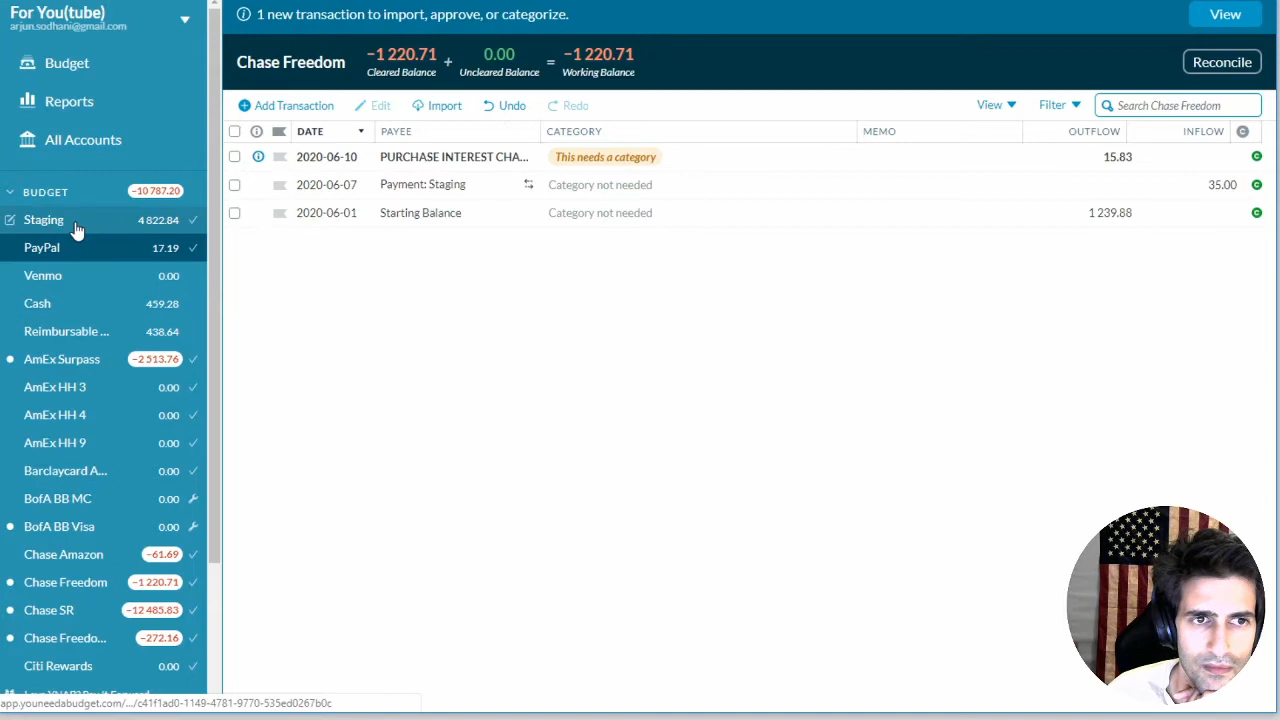 For You(tube)
arjun.sodhani@gmail.com
Budget
Reports
All Accounts
BUDGET −10 787.20
Staging 4 822.84
PayPal 17.19
Venmo 0.00
Cash 459.28
Reimbursable ... 438.64
AmEx Surpass −2 513.76
AmEx HH 3 0.00
AmEx HH 4 0.00
AmEx HH 9 0.00
Barclaycard A... 0.00
BofA BB MC 0.00
BofA BB Visa 0.00
Chase Amazon −61.69
Chase Freedom −1 220.71
Chase SR −12 485.83
Chase Freedo... −272.16
Citi Rewards 0.00
app.youneedabudget.com/.../c41f1ad0-1149-4781-9770-535ed0267b0c
1 new transaction to import, approve, or categorize. View
Chase Freedom −1 220.71 + 0.00 = −1 220.71 Reconcile
Cleared Balance Uncleared Balance Working Balance
Add Transaction Edit Import Undo Redo View Filter Search Chase Freedom
DATE PAYEE CATEGORY MEMO OUTFLOW INFLOW C
2020-06-10 PURCHASE INTEREST CHA... This needs a category 15.83 C
2020-06-07 Payment: Staging Category not needed 35.00 C
2020-06-01 Starting Balance Category not needed 1 239.88 C